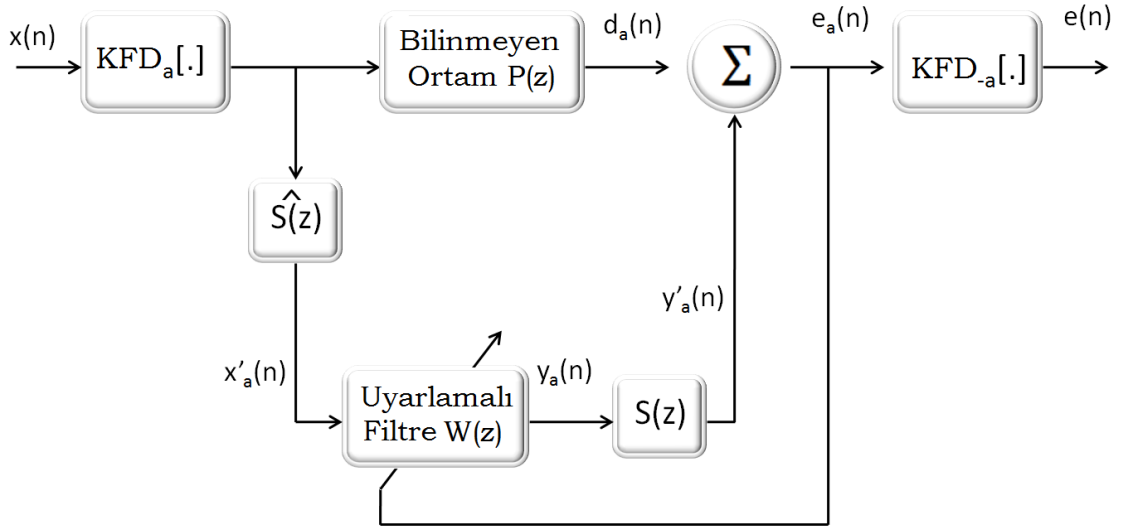 x(n)
KFDₐ[.]
Bilinmeyen
Ortam P(z)
dₐ(n)
Σ
eₐ(n)
KFD₋ₐ[.]
e(n)
Ŝ(z)
x'ₐ(n)
Uyarlamalı
Filtre W(z)
yₐ(n)
S(z)
y'ₐ(n)